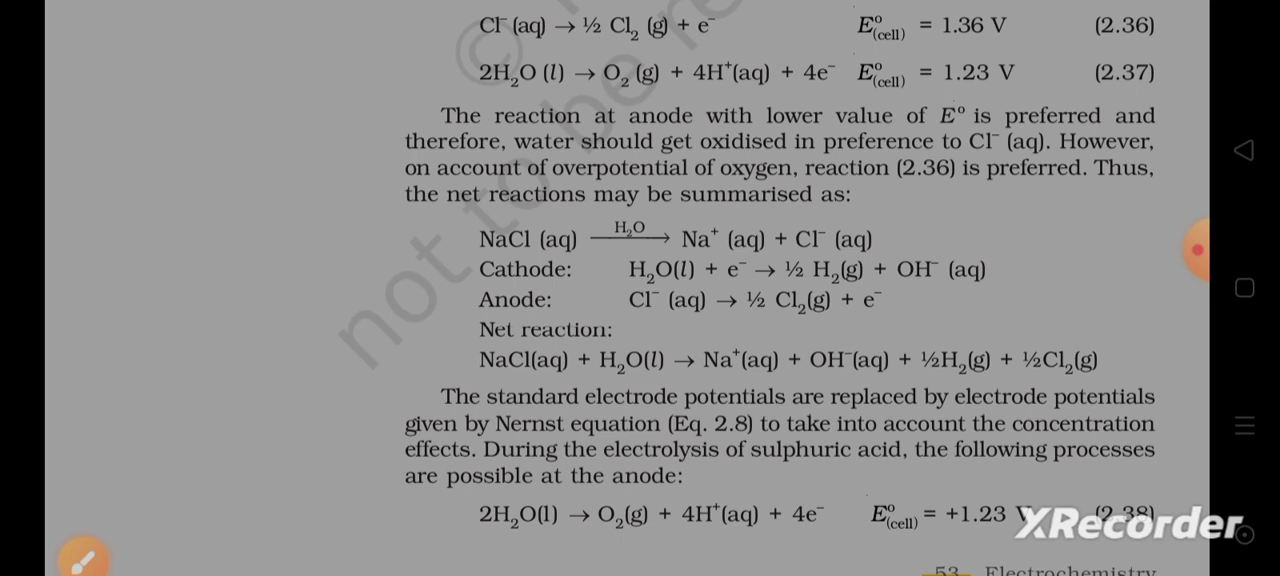 Cl⁻ (aq) → ½ Cl₂ (g) + e⁻ E°(cell) = 1.36 V (2.36)
2H₂O (l) → O₂ (g) + 4H⁺(aq) + 4e⁻ E°(cell) = 1.23 V (2.37)
The reaction at anode with lower value of E° is preferred and
therefore, water should get oxidised in preference to Cl⁻ (aq). However,
on account of overpotential of oxygen, reaction (2.36) is preferred. Thus,
the net reactions may be summarised as:
NaCl (aq) H₂O → Na⁺ (aq) + Cl⁻ (aq)
Cathode: H₂O(l) + e⁻ → ½ H₂(g) + OH⁻ (aq)
Anode: Cl⁻ (aq) → ½ Cl₂(g) + e⁻
Net reaction:
NaCl(aq) + H₂O(l) → Na⁺(aq) + OH⁻(aq) + ½H₂(g) + ½Cl₂(g)
The standard electrode potentials are replaced by electrode potentials
given by Nernst equation (Eq. 2.8) to take into account the concentration
effects. During the electrolysis of sulphuric acid, the following processes
are possible at the anode:
2H₂O(l) → O₂(g) + 4H⁺(aq) + 4e⁻ E°(cell) = +1.23 V (2.38)
XRecorder
53 Electrochemistry
© not to be re